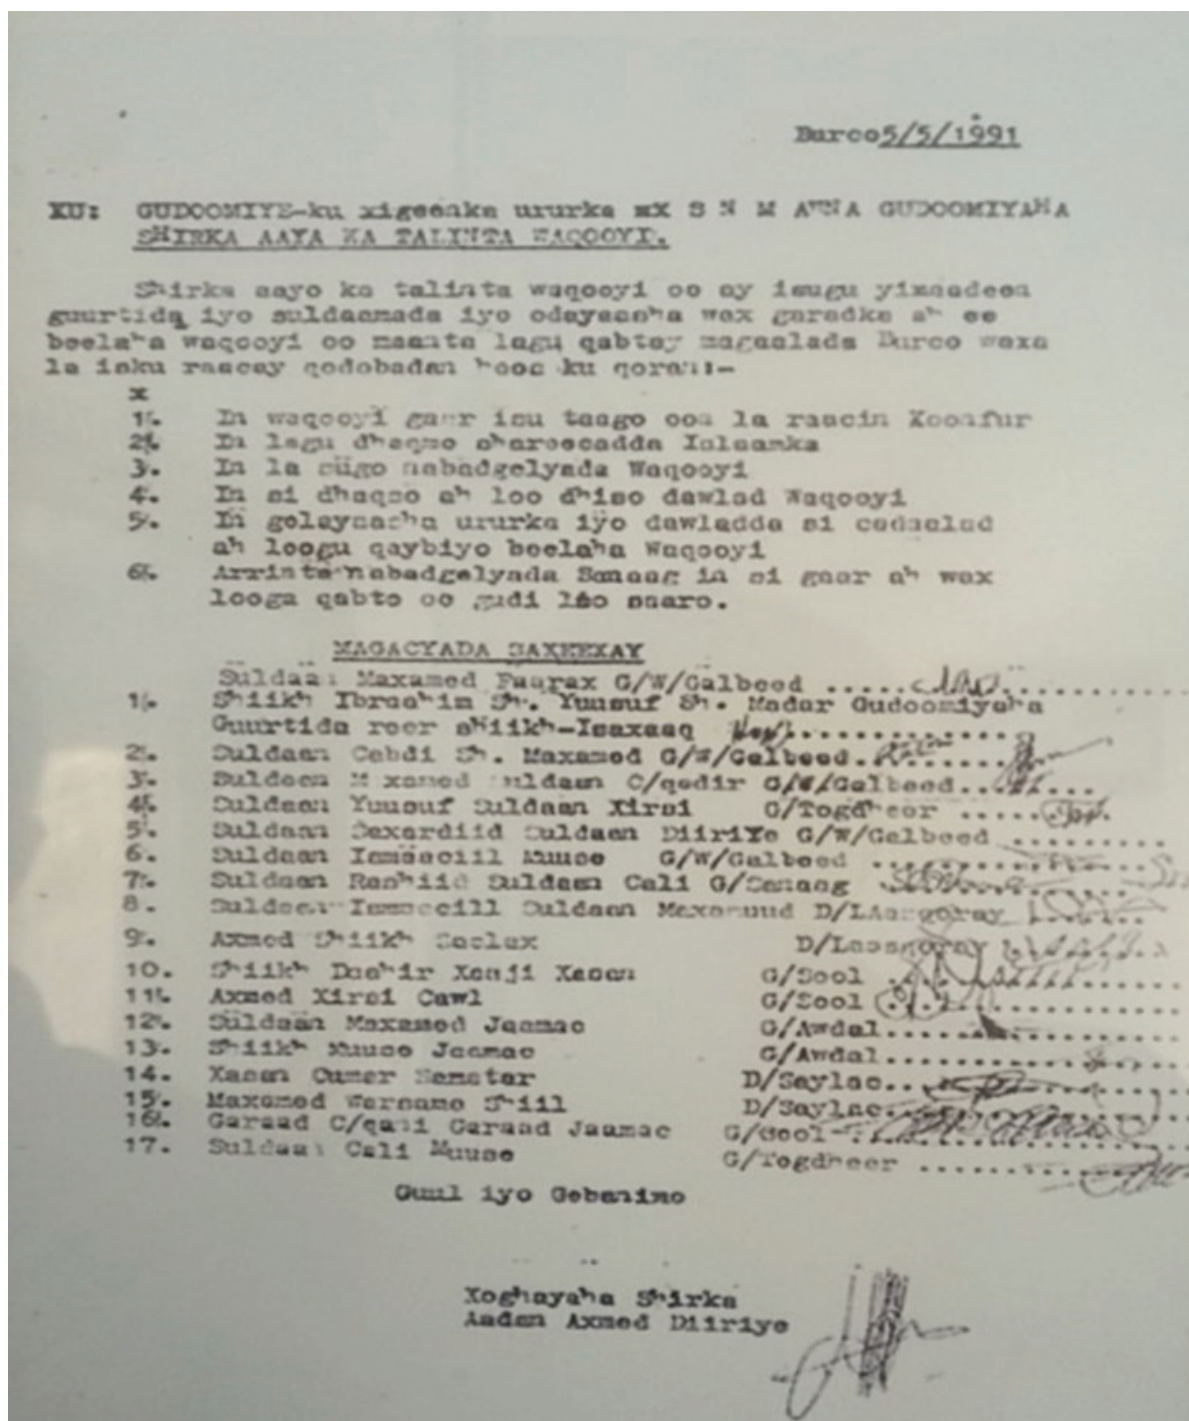 Burco 5/5/1991
KU: GUDOOMIYE-ku xigeenka ururka mX S N M AMNA GUDOOMIYAHA
SHIRKA AAYA KA TALINTA WAQOOYI.
Shirka aayo ka talinta waqooyi oo ay isugu yimaadeen
guurtida iyo suldaamada iyo odayaasha wax garadka ah ee
beelaha waqooyi oo maanta lagu qabtay magaalada Burco waxa
la isku raacay qodobadan hoos ku qoran:-
x
1. In waqooyi gaar isu taago oon la raacin Koonfur
2. In lagu dhaqmo shareecadda Islaamka
3. In la sugo nabadgelyada Waqooyi
4. In si dhaqso ah loo dhiso dawlad Waqooyi
5. In golayaasha ururka iyo dawladda si cadaalad
ah loogu qaybiyo beelaha Waqooyi
6. Arrinta nabadgelyada Sanaag in si gaar ah wax
looga qabto oo gudi loo saaro.
MAGACYADA SAXEEXAY
Suldaan Maxamed Faarax G/W/Galbeed ..............
1. Shiikh Ibraahim Sh. Yuusuf Sh. Madar Gudoomiyaha
Guurtida reer shiikh-Isaxaaq ..............
2. Suldaan Cabdi Sh. Maxamed G/W/Galbeed.........
3. Suldaan Maxamed Suldaan C/qadir G/W/Galbeed.........
4. Suldaan Yuusuf Suldaan Xirsi G/Togdheer .........
5. Suldaan Saxardiid Suldaan Diiriye G/W/Galbeed .........
6. Suldaan Ismaaciil Muuse G/W/Galbeed ..............
7. Suldaan Rashiid Suldaan Cali G/Sanaag ..............
8. Suldaan Ismaaciil Suldaan Maxamuud D/LAasqoray .........
9. Axmed Shiikh Saalax D/Laasqoray .........
10. Shiikh Daahir Xaaji Xasan G/Sool ..............
11. Axmed Xirsi Cawl G/Sool ..............
12. Suldaan Maxamed Jaamac G/Awdal..............
13. Shiikh Muuse Jaamac G/Awdal..............
14. Xasan Cumar Samatar D/Saylac..............
15. Maxamed Warsame Shiil D/Saylac..............
16. Garaad C/qani Garaad Jaamac G/Sool ..............
17. Suldaan Cali Muuse G/Togdheer ..............
Guul iyo Gobanimo
Xoghayaha Shirka
Aadan Axmed Diiriye